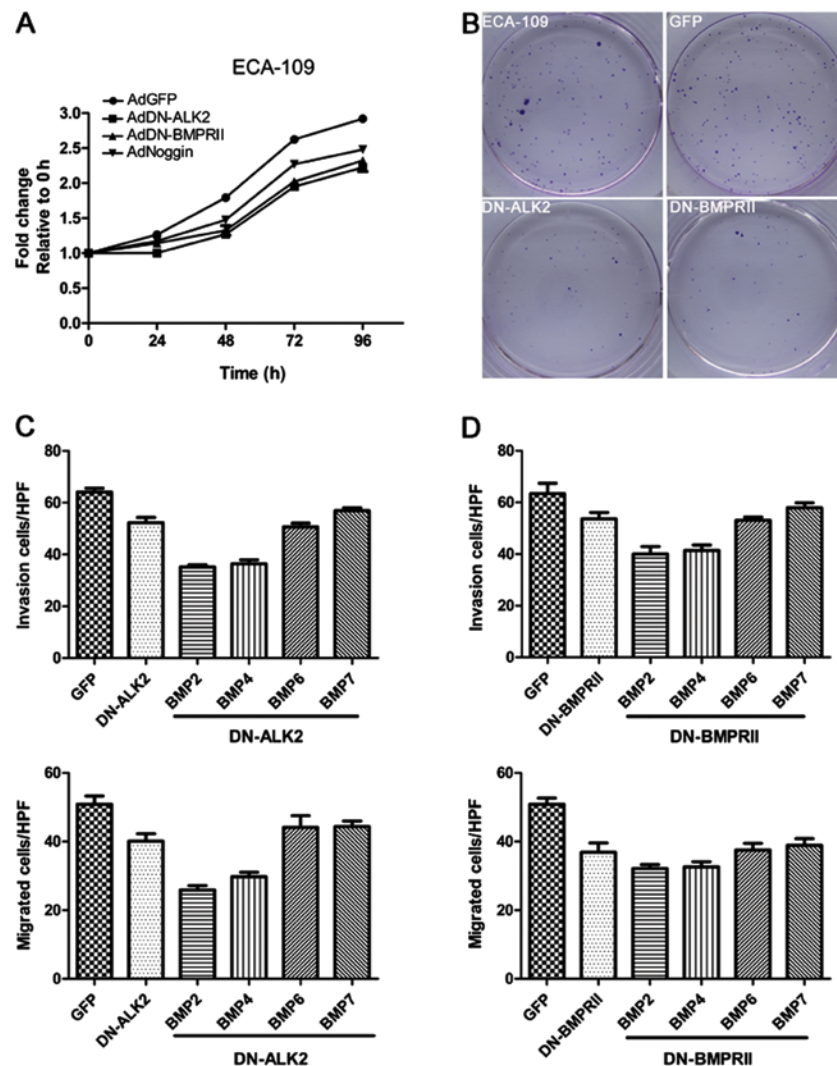 A
ECA-109
AdGFP
AdDN-ALK2
AdDN-BMPRII
AdNoggin
Fold change
Relative to 0h
3.0
2.5
2.0
1.5
1.0
0.5
0.0
0 24 48 72 96
Time (h)
B
ECA-109
GFP
DN-ALK2
DN-BMPRII
C
Invasion cells/HPF
80
60
40
20
0
GFP
DN-ALK2
BMP2
BMP4
BMP6
BMP7
DN-ALK2
Migrated cells/HPF
60
40
20
0
GFP
DN-ALK2
BMP2
BMP4
BMP6
BMP7
DN-ALK2
D
Invasion cells/HPF
80
60
40
20
0
GFP
DN-BMPRII
BMP2
BMP4
BMP6
BMP7
DN-BMPRII
Migrated cells/HPF
60
40
20
0
GFP
DN-BMPRII
BMP2
BMP4
BMP6
BMP7
DN-BMPRII